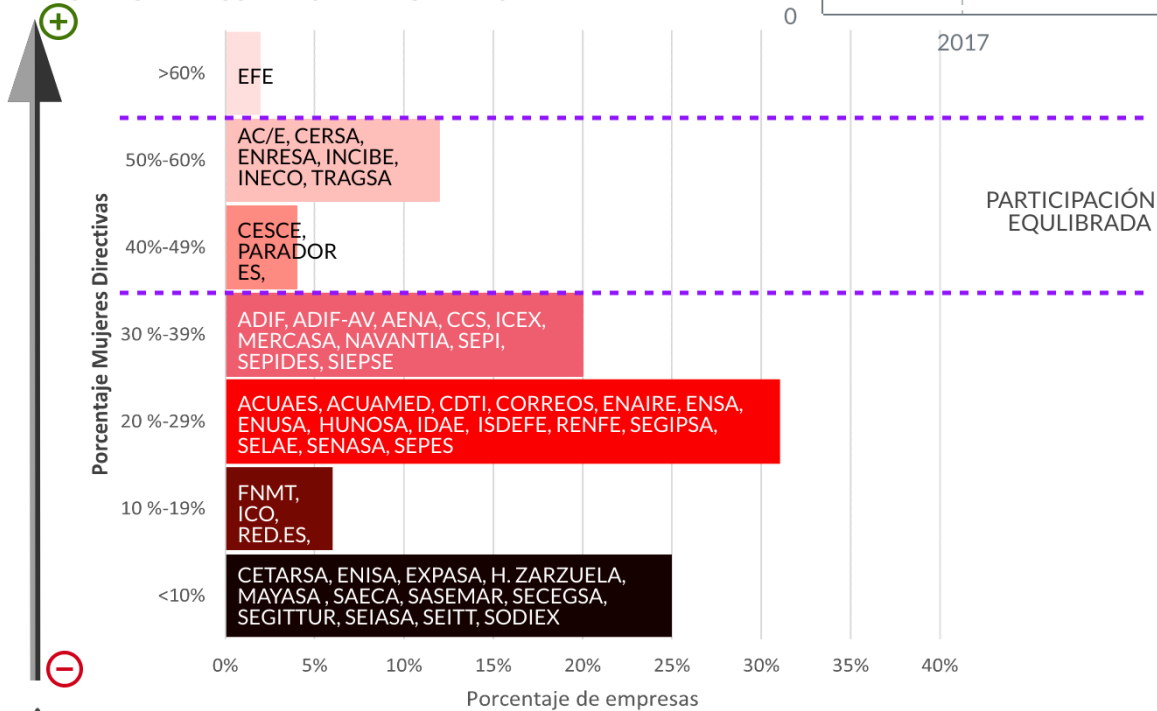 0
2017
>60%
EFE
50%-60%
AC/E, CERSA,
ENRESA, INCIBE,
INECO, TRAGSA
PARTICIPACIÓN
EQULIBRADA
40%-49%
CESCE,
PARADOR
ES,
Porcentaje Mujeres Directivas
30 %-39%
ADIF, ADIF-AV, AENA, CCS, ICEX,
MERCASA, NAVANTIA, SEPI,
SEPIDES, SIEPSE
20 %-29%
ACUAES, ACUAMED, CDTI, CORREOS, ENAIRE, ENSA,
ENUSA, HUNOSA, IDAE, ISDEFE, RENFE, SEGIPSA,
SELAE, SENASA, SEPES
10 %-19%
FNMT,
ICO,
RED.ES,
<10%
CETARSA, ENISA, EXPASA, H. ZARZUELA,
MAYASA , SAECA, SASEMAR, SECEGSA,
SEGITTUR, SEIASA, SEITT, SODIEX
0% 5% 10% 15% 20% 25% 30% 35% 40%
Porcentaje de empresas